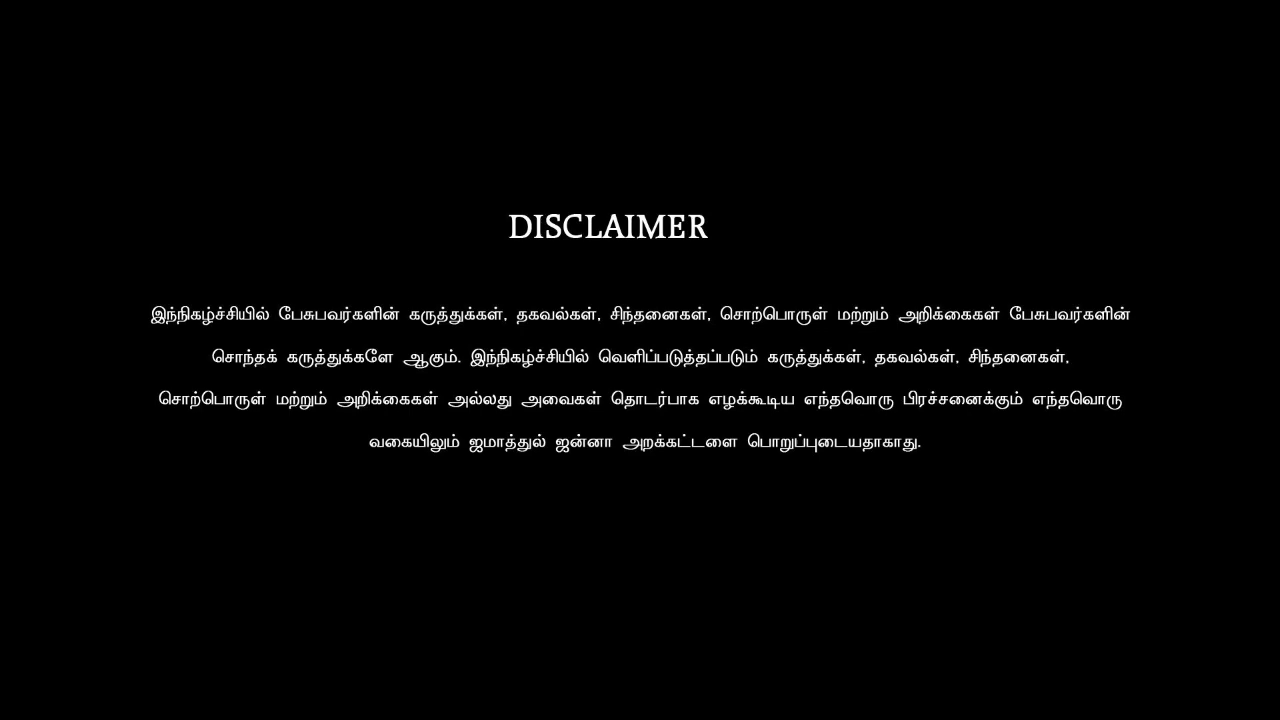 DISCLAIMER
இந்நிகழ்ச்சியில் பேசுபவர்களின் கருத்துக்கள், தகவல்கள், சிந்தனைகள், சொற்பொருள் மற்றும் அறிக்கைகள் பேசுபவர்களின்
சொந்தக் கருத்துக்களே ஆகும். இந்நிகழ்ச்சியில் வெளிப்படுத்தப்படும் கருத்துக்கள், தகவல்கள், சிந்தனைகள்,
சொற்பொருள் மற்றும் அறிக்கைகள் அல்லது அவைகள் தொடர்பாக எழக்கூடிய எந்தவொரு பிரச்சனைக்கும் எந்தவொரு
வகையிலும் ஜமாத்துல் ஜன்னா அறக்கட்டளை பொறுப்புடையதாகாது.